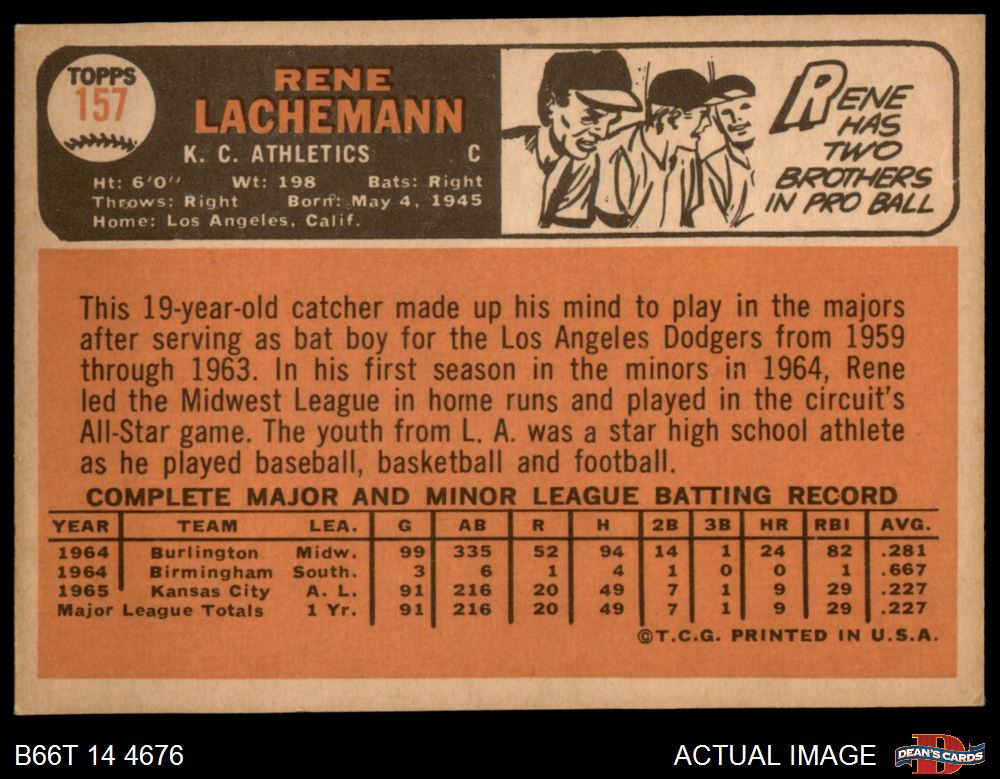 TOPPS
157
RENE
LACHEMANN
K. C. ATHLETICS C
Ht: 6'0" Wt: 198 Bats: Right
Throws: Right Born: May 4, 1945
Home: Los Angeles, Calif.
RENE
HAS
TWO
BROTHERS
IN PRO BALL
This 19-year-old catcher made up his mind to play in the majors
after serving as bat boy for the Los Angeles Dodgers from 1959
through 1963. In his first season in the minors in 1964, Rene
led the Midwest League in home runs and played in the circuit's
All-Star game. The youth from L. A. was a star high school athlete
as he played baseball, basketball and football.
COMPLETE MAJOR AND MINOR LEAGUE BATTING RECORD
YEAR TEAM LEA. G AB R H 2B 3B HR RBI AVG.
1964 Burlington Midw. 99 335 52 94 14 1 24 82 .281
1964 Birmingham South. 3 6 1 4 1 0 0 1 .667
1965 Kansas City A. L. 91 216 20 49 7 1 9 29 .227
Major League Totals 1 Yr. 91 216 20 49 7 1 9 29 .227
©T.C.G. PRINTED IN U.S.A.
B66T 14 4676
ACTUAL IMAGE
D
DEAN'S CARDS